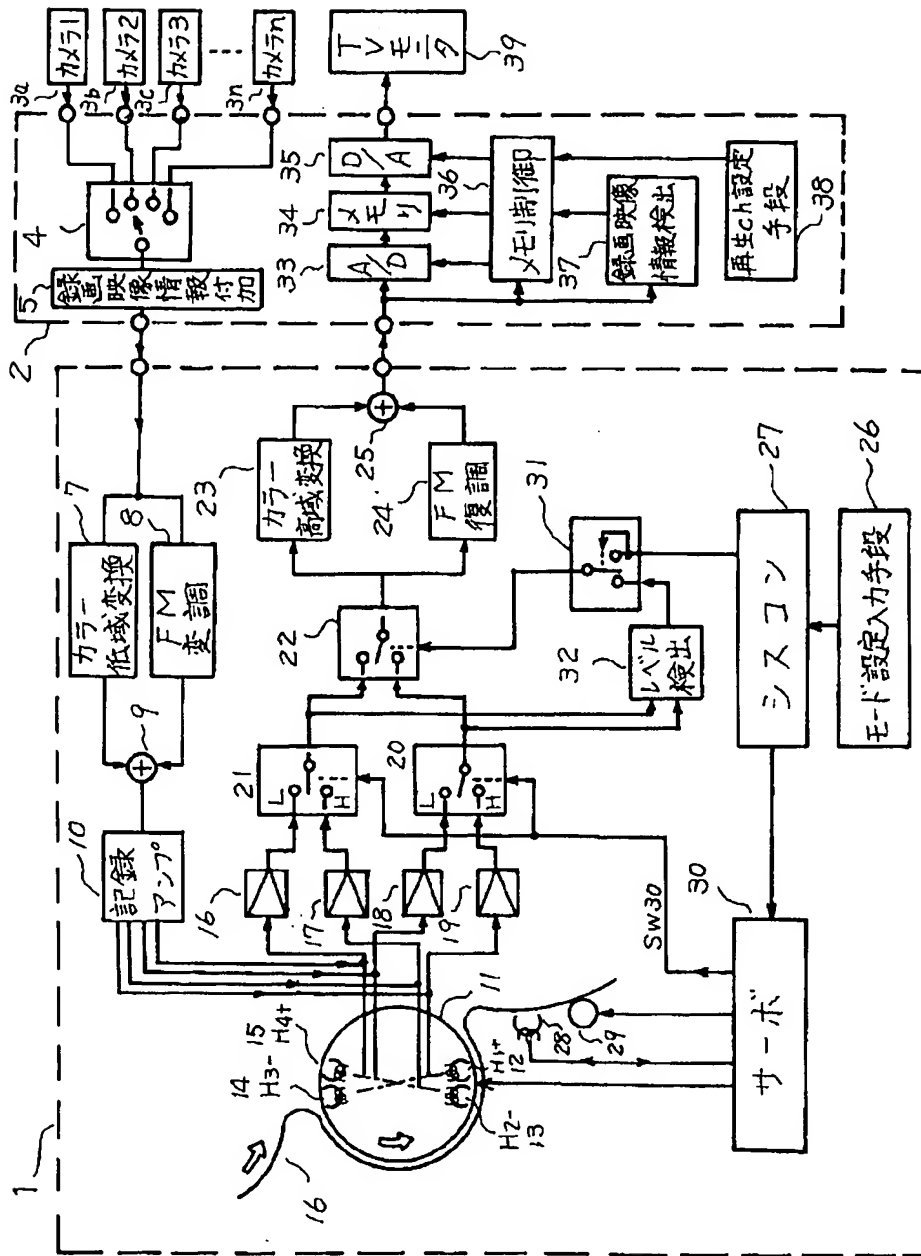 カメラ1
カメラ2
カメラ3
カメラn
3a
3b
3c
3n
TVモニタ
39
4
録画映像情報付加
5
2
D/A
35
メモリ
34
A/D
33
メモリ制御
36
録画映像
情報検出
37
再生ch設定
手段
38
1
カラー
低域変換
7
FM
変調
8
9
記録
アンプ
10
カラー
高域変換
23
FM
復調
24
25
22
31
レベル
検出
32
21
L
H
20
L
H
16
17
18
19
シスコン
27
モード設定入力手段
26
サーボ
30
SW30
11
15
H4+
14
H3-
H1+
12
H2-
13
28
29
16